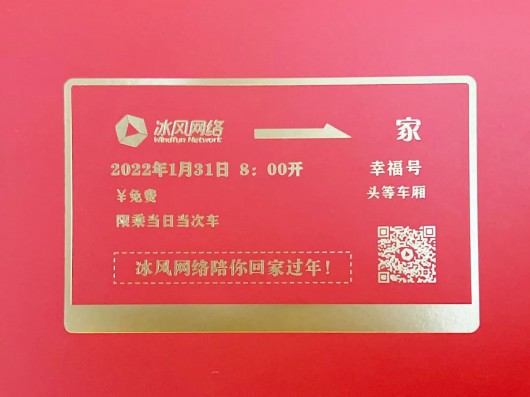 冰风网络
Windfun Network
家
2022年1月31日 8：00开
幸福号
￥免费
头等车厢
限乘当日当次车
冰风网络陪你回家过年！